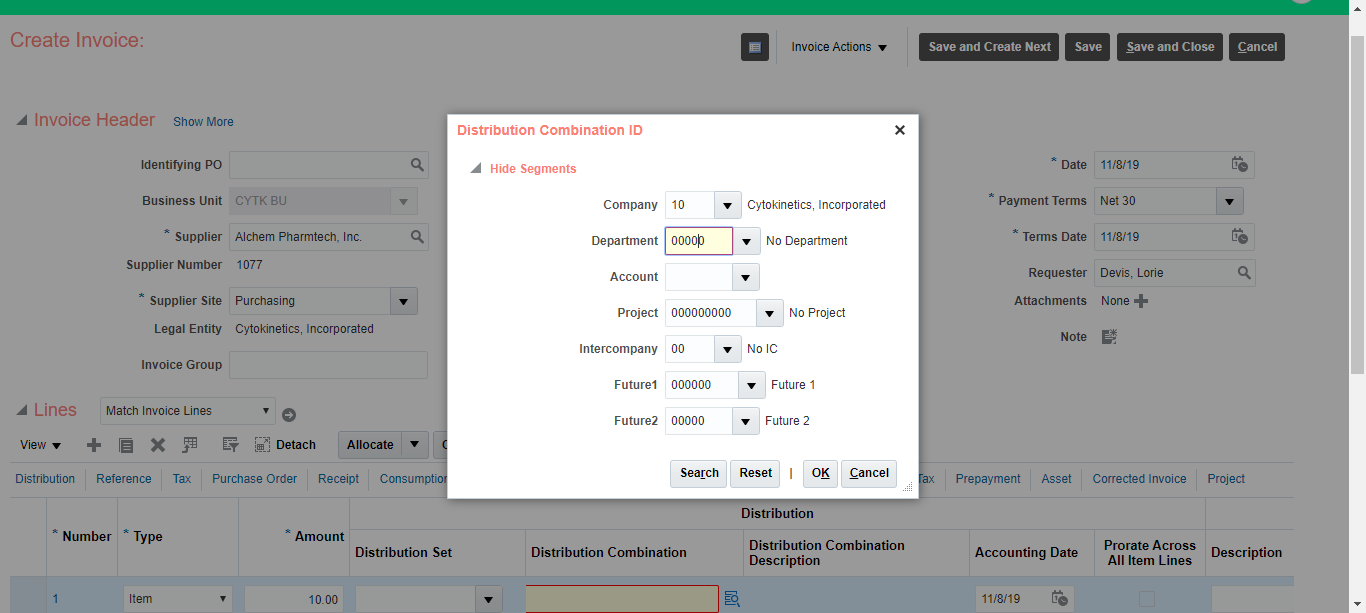 Create Invoice:
Invoice Actions
Save and Create Next
Save
Save and Close
Cancel
Invoice Header
Show More
Identifying PO
Business Unit CYTK BU
* Supplier Alchem Pharmtech, Inc.
Supplier Number 1077
* Supplier Site Purchasing
Legal Entity Cytokinetics, Incorporated
Invoice Group
Distribution Combination ID
Hide Segments
Company 10 Cytokinetics, Incorporated
Department 00000 No Department
Account
Project 000000000 No Project
Intercompany 00 No IC
Future1 000000 Future 1
Future2 00000 Future 2
Search Reset | OK Cancel
* Date 11/8/19
* Payment Terms Net 30
* Terms Date 11/8/19
Requester Devis, Lorie
Attachments None
Note
Lines Match Invoice Lines
View Detach Allocate
Distribution Reference Tax Purchase Order Receipt Consumption Tax Prepayment Asset Corrected Invoice Project
Distribution
* Number * Type * Amount Distribution Set Distribution Combination Distribution Combination Description Accounting Date Prorate Across All Item Lines Description
1 Item 10.00 11/8/19